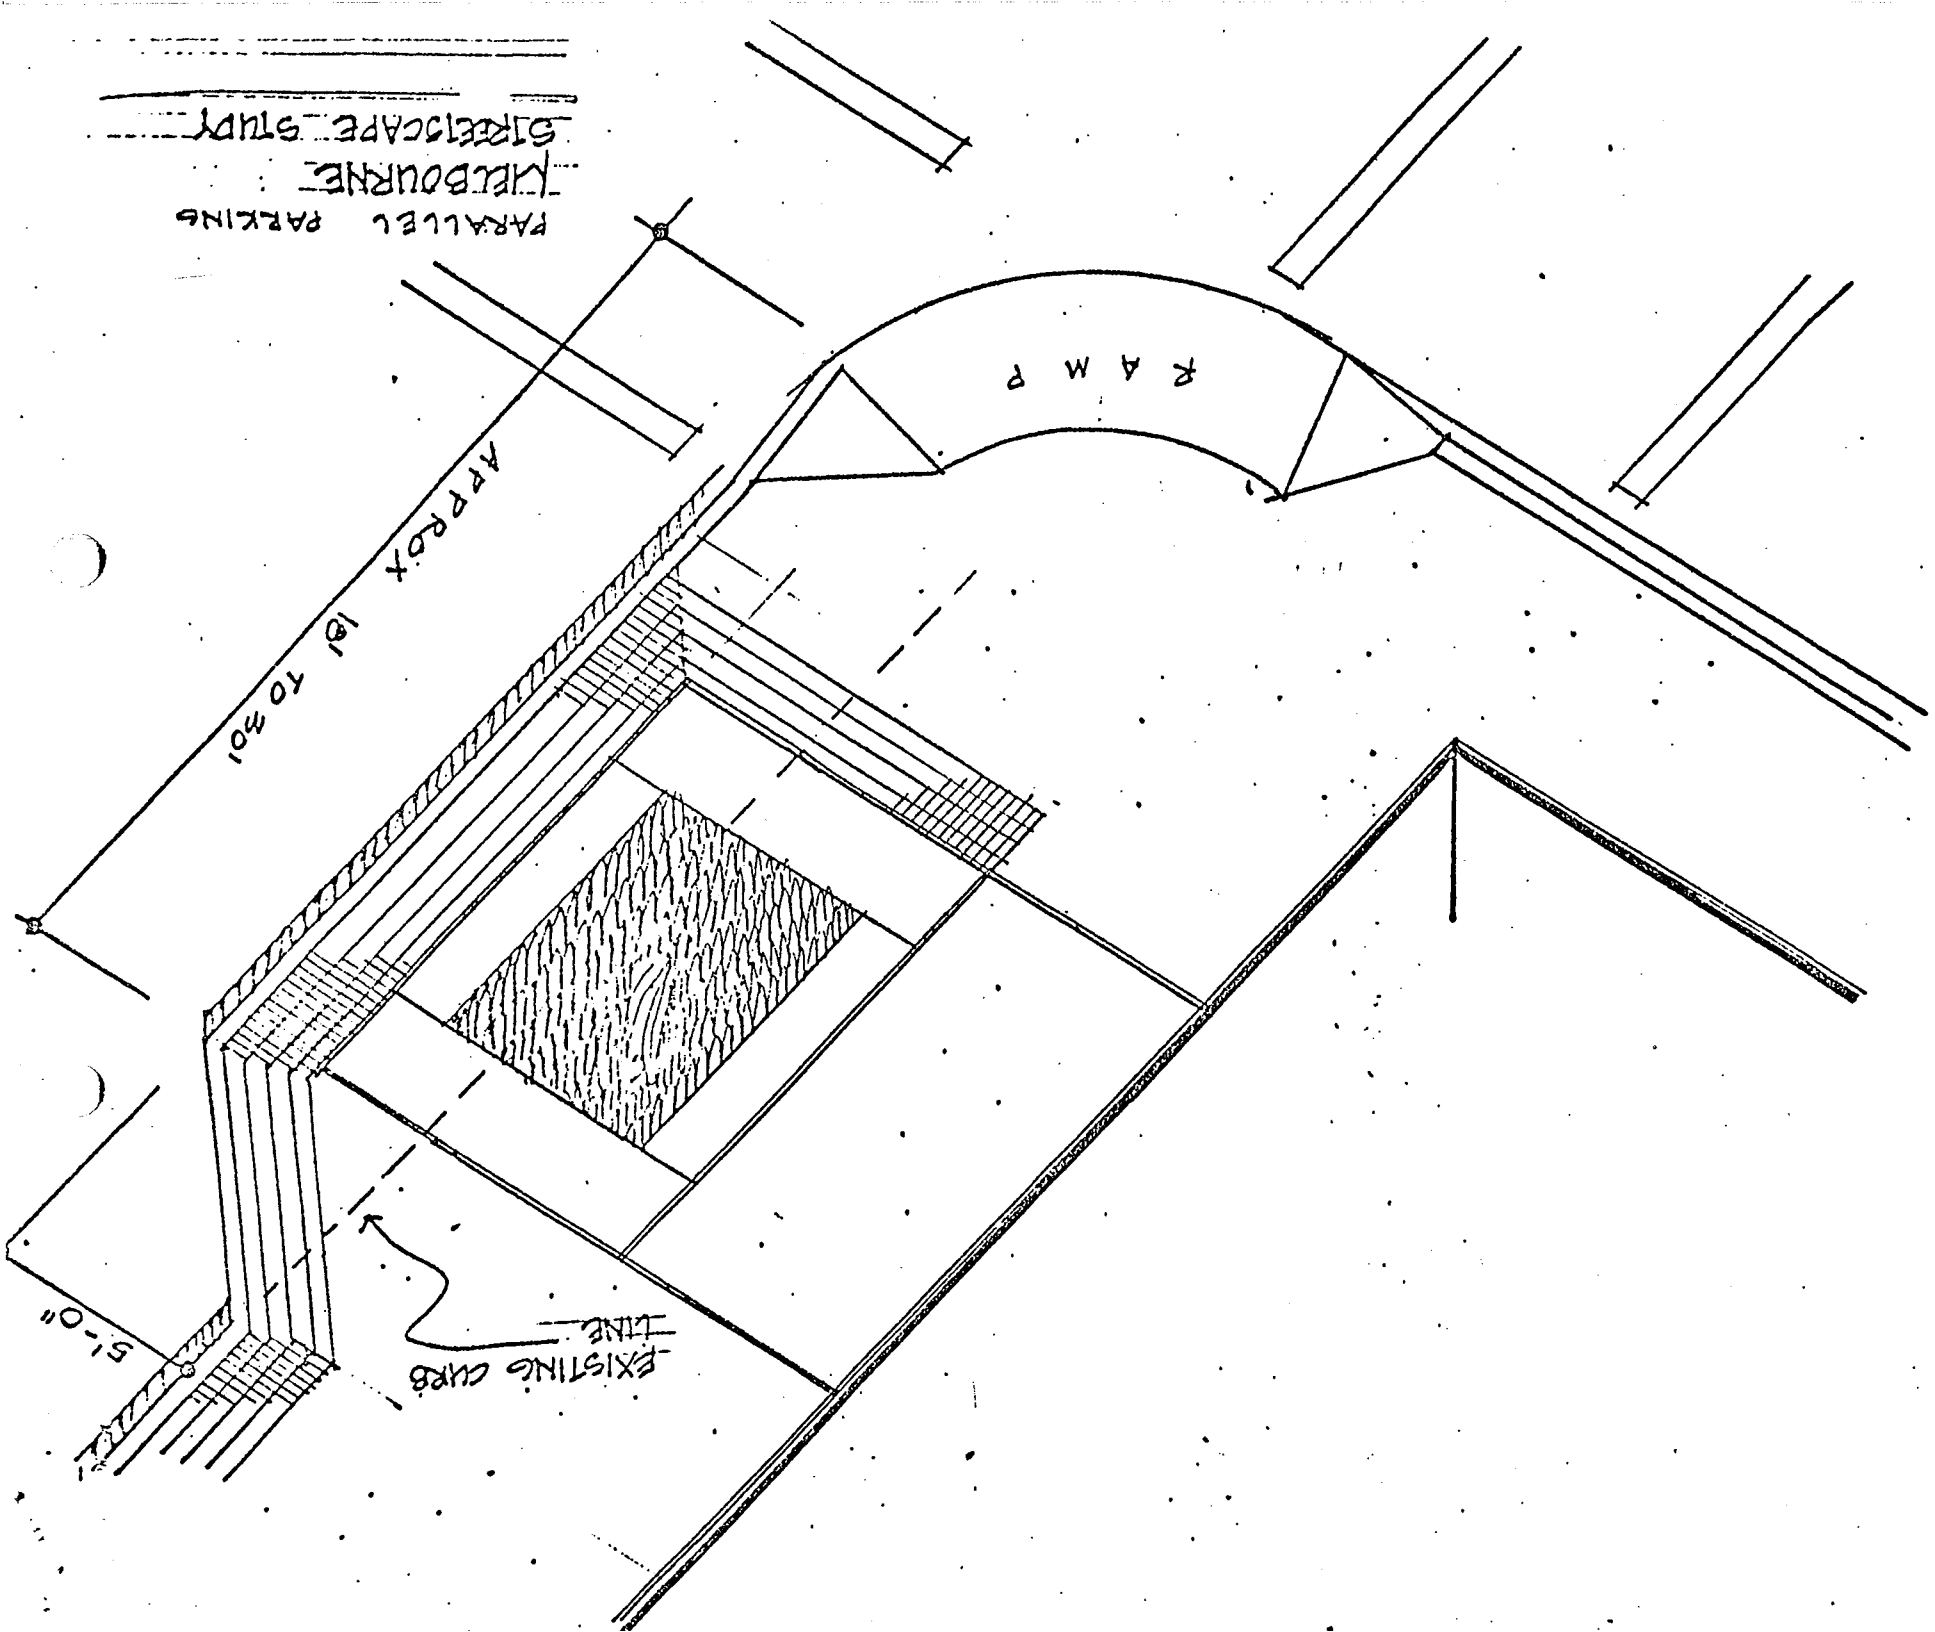 PARALLEL PARKING
MELBOURNE
STREETSCAPE STUDY
RAMP
APPROX 18' TO 30'
EXISTING CURB
LINE
5'-0"